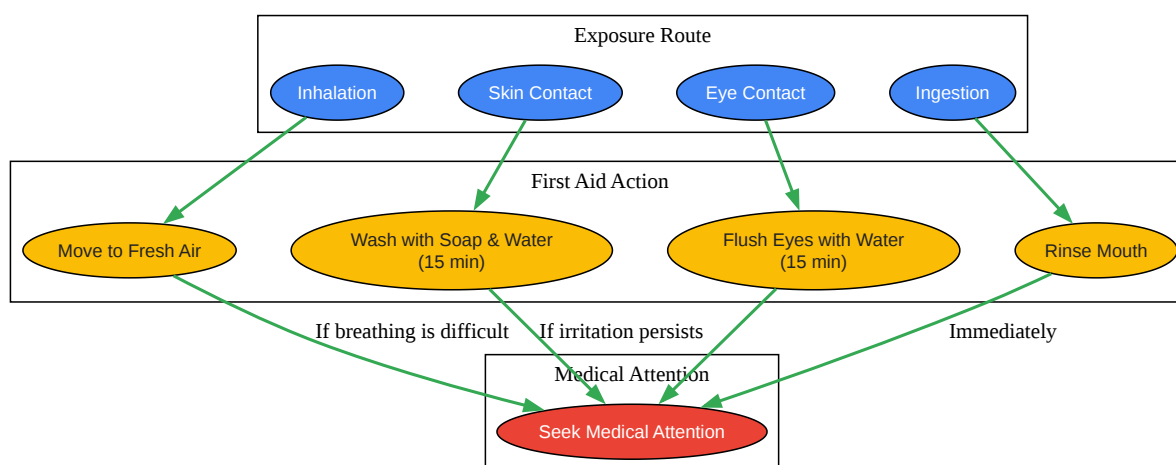 Exposure Route
Inhalation
Skin Contact
Eye Contact
Ingestion
First Aid Action
Move to Fresh Air
Wash with Soap & Water
(15 min)
Flush Eyes with Water
(15 min)
Rinse Mouth
If breathing is difficult
If irritation persists
Immediately
Medical Attention
Seek Medical Attention